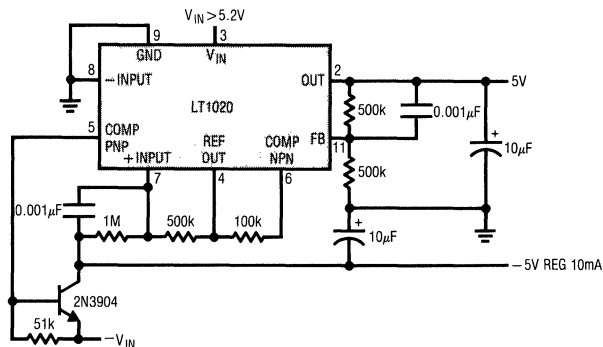 V_IN > 5.2V
9
3
GND
V_IN
8
−INPUT
OUT
2
5V
LT1020
500k
0.001µF
5
COMP
PNP
REF
OUT
COMP
NPN
FB
11
+
10µF
+INPUT
7
4
6
500k
0.001µF
1M
500k
100k
+
10µF
−5V REG 10mA
2N3904
51k
−V_IN